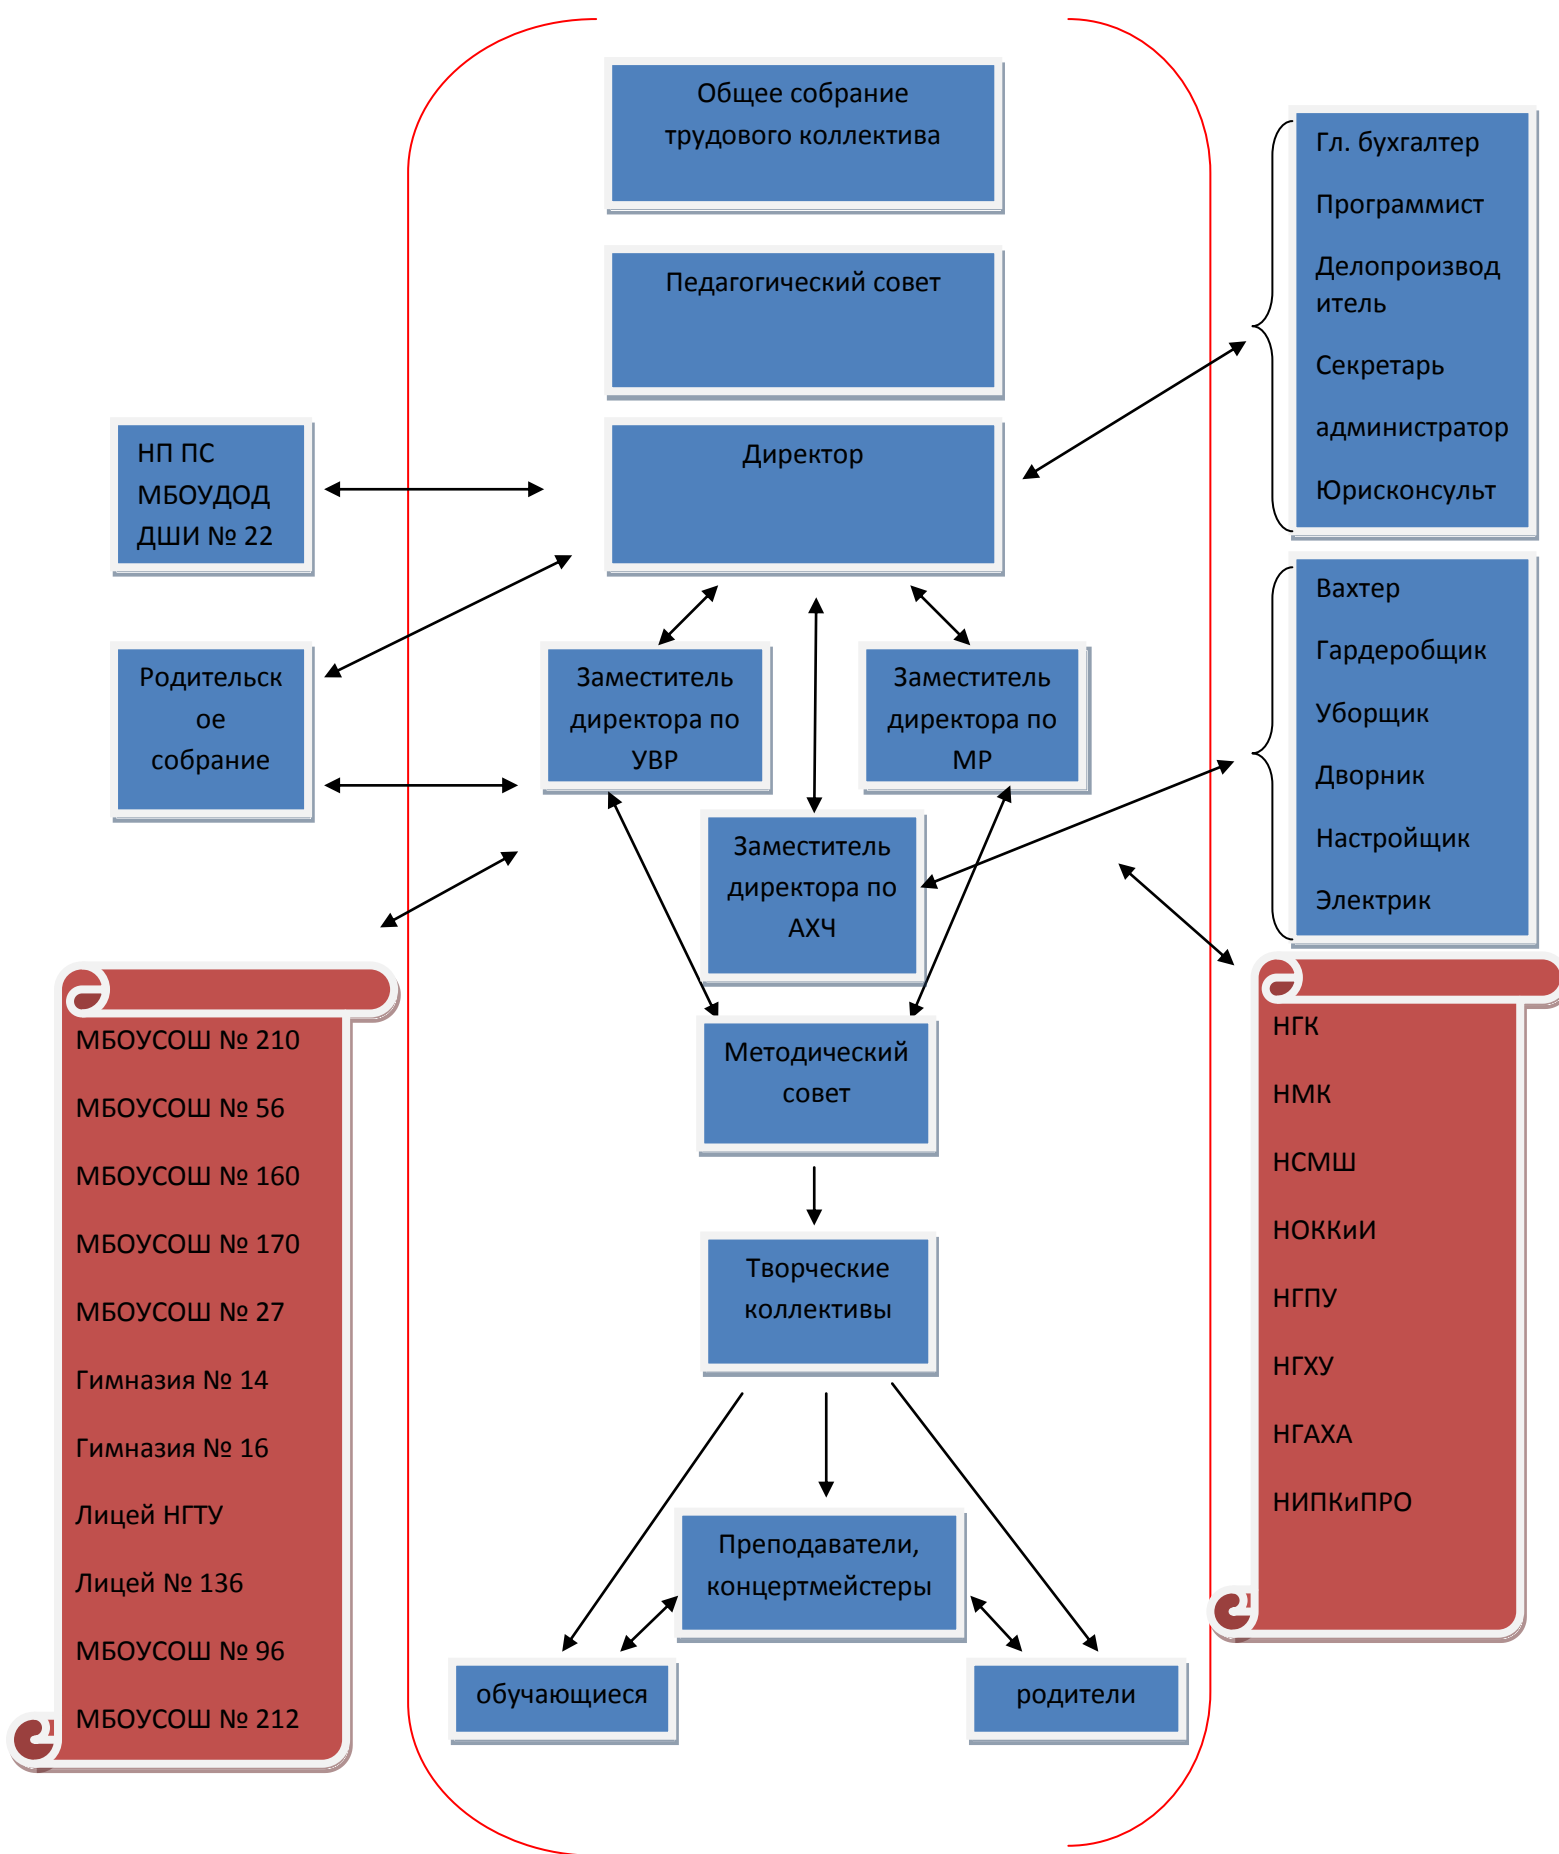 Общее собрание
трудового коллектива
Педагогический совет
Директор
НП ПС
МБОУДОД
ДШИ № 22
Родительск
ое
собрание
Заместитель
директора по
УВР
Заместитель
директора по
МР
Заместитель
директора по
АХЧ
Методический
совет
Творческие
коллективы
Преподаватели,
концертмейстеры
обучающиеся
родители
Гл. бухгалтер
Программист
Делопроизвод
итель
Секретарь
администратор
Юрисконсульт
Вахтер
Гардеробщик
Уборщик
Дворник
Настройщик
Электрик
МБОУСОШ № 210
МБОУСОШ № 56
МБОУСОШ № 160
МБОУСОШ № 170
МБОУСОШ № 27
Гимназия № 14
Гимназия № 16
Лицей НГТУ
Лицей № 136
МБОУСОШ № 96
МБОУСОШ № 212
НГК
НМК
НСМШ
НОККиИ
НГПУ
НГХУ
НГАХА
НИПКиПРО